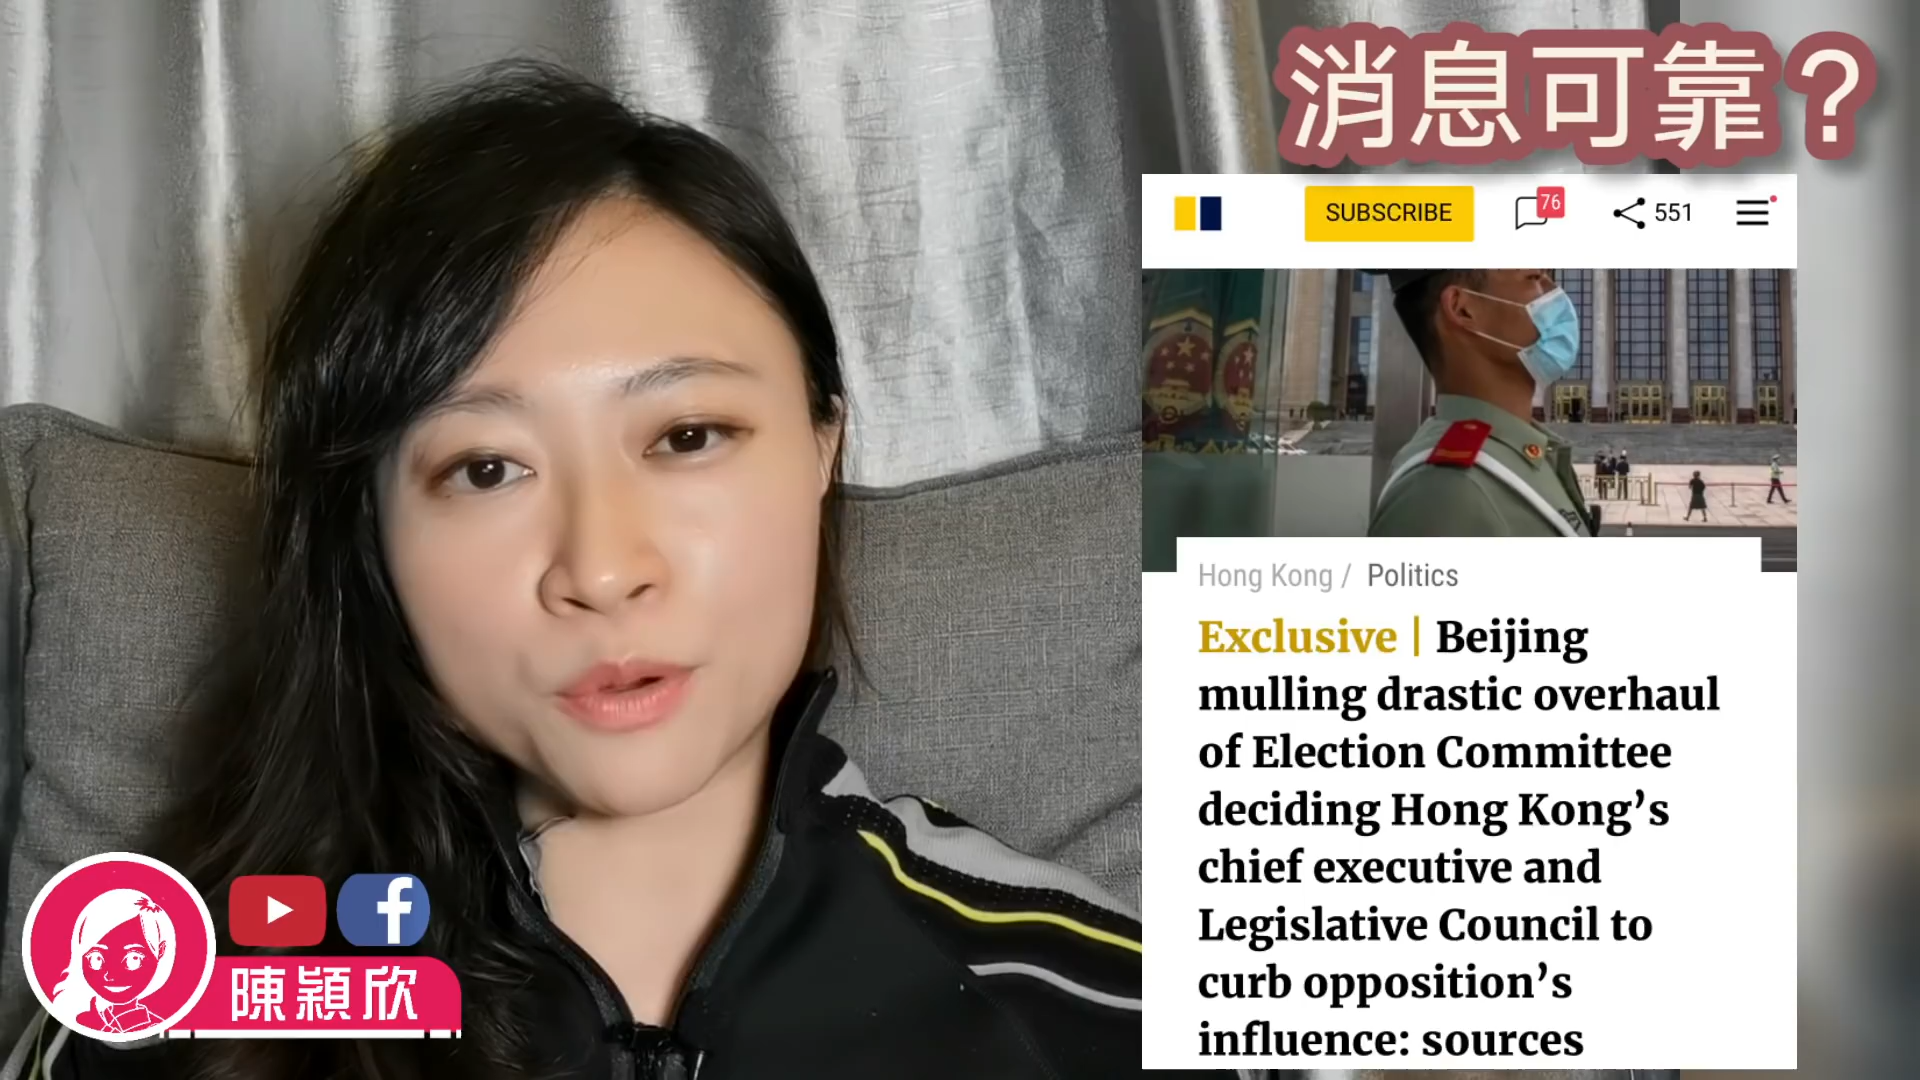 消息可靠？
SUBSCRIBE
76
551
Hong Kong / Politics
Exclusive | Beijing
mulling drastic overhaul
of Election Committee
deciding Hong Kong’s
chief executive and
Legislative Council to
curb opposition’s
influence: sources
陳穎欣